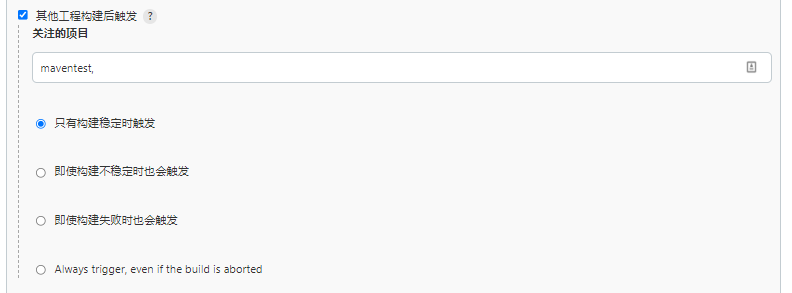 其他工程构建后触发 ?
关注的项目
maventest,
只有构建稳定时触发
即使构建不稳定时也会触发
即使构建失败时也会触发
Always trigger, even if the build is aborted